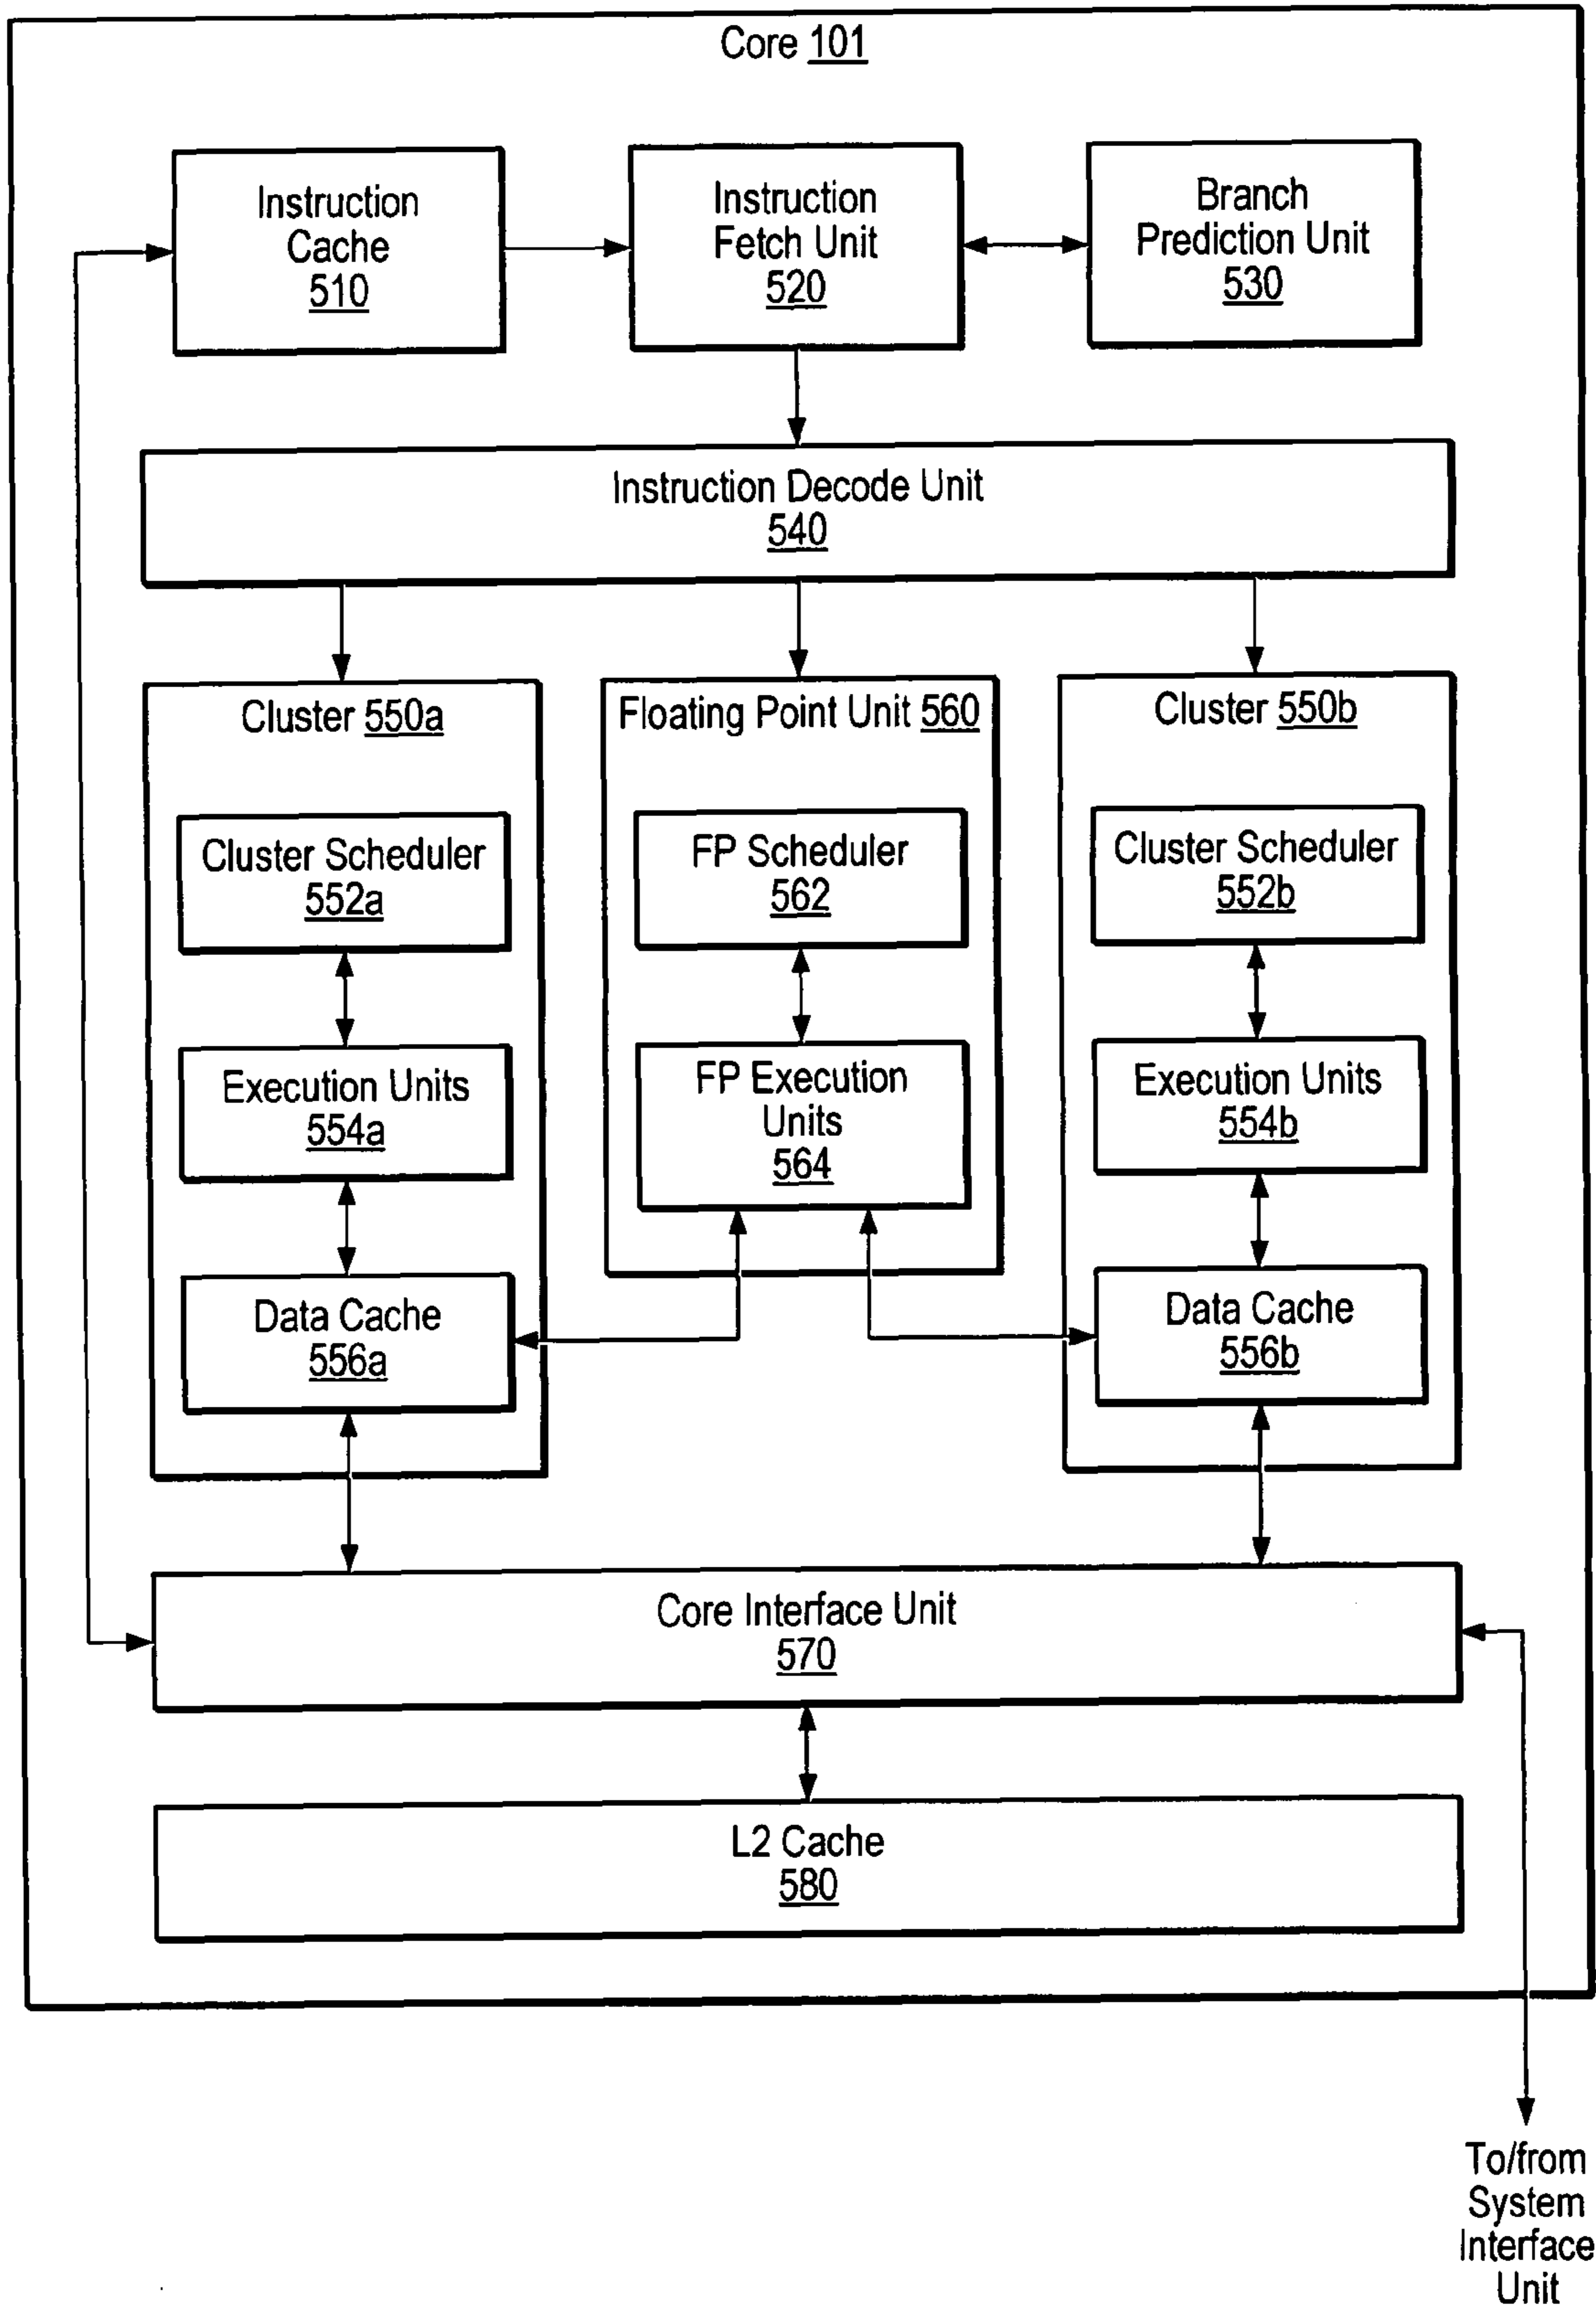 Core 101
Instruction
Cache
510
Instruction
Fetch Unit
520
Branch
Prediction Unit
530
Instruction Decode Unit
540
Cluster 550a
Cluster Scheduler
552a
Execution Units
554a
Data Cache
556a
Floating Point Unit 560
FP Scheduler
562
FP Execution
Units
564
Cluster 550b
Cluster Scheduler
552b
Execution Units
554b
Data Cache
556b
Core Interface Unit
570
L2 Cache
580
To/from
System
Interface
Unit